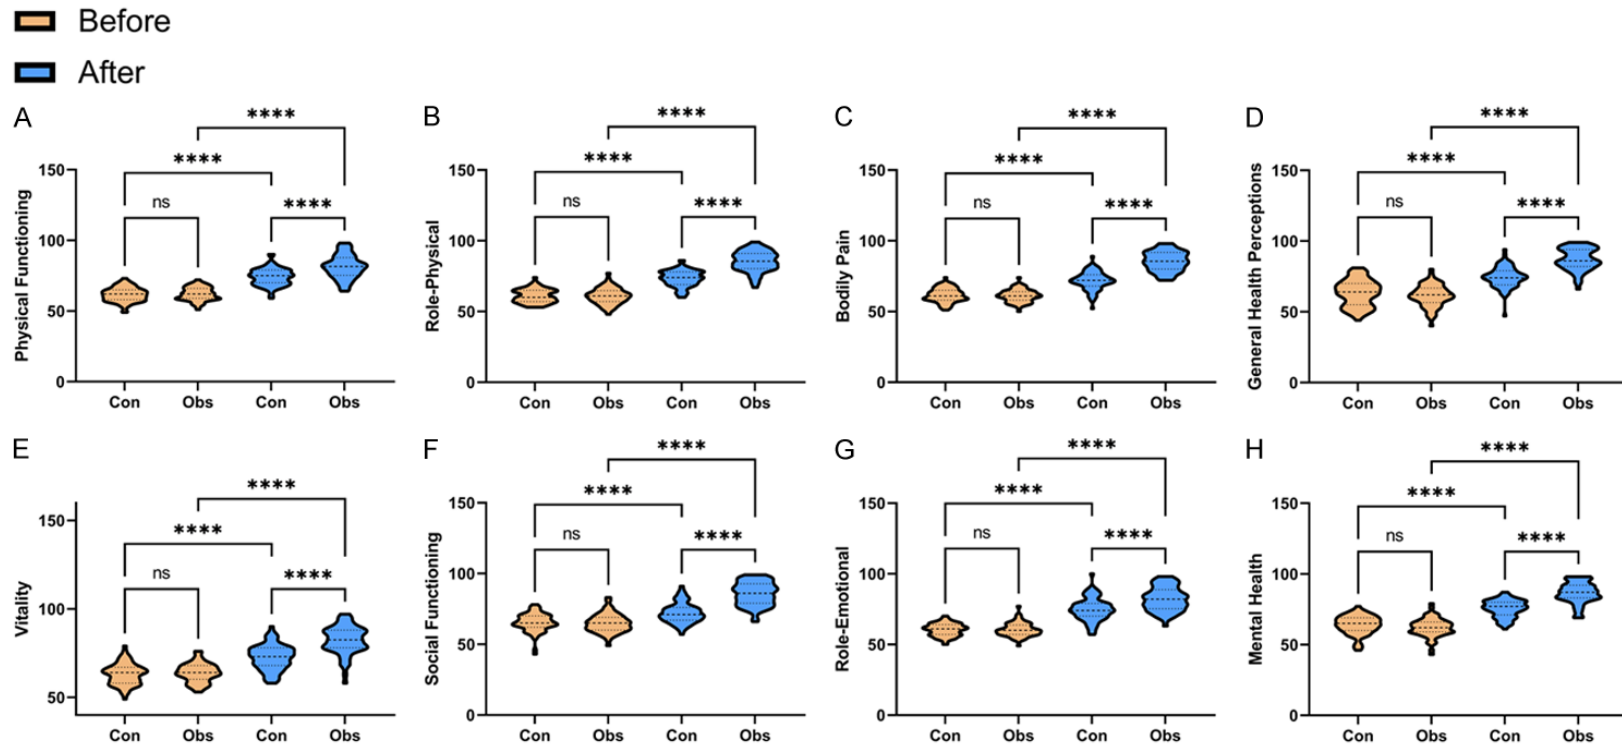 Before
After
A
****
****
ns
****
150
100
50
0
Physical Functioning
Con Obs Con Obs
B
****
****
ns
****
150
100
50
0
Role-Physical
Con Obs Con Obs
C
****
****
ns
****
150
100
50
0
Bodily Pain
Con Obs Con Obs
D
****
****
ns
****
150
100
50
0
General Health Perceptions
Con Obs Con Obs
E
****
****
ns
****
150
100
50
Vitality
Con Obs Con Obs
F
****
****
ns
****
150
100
50
0
Social Functioning
Con Obs Con Obs
G
****
****
ns
****
150
100
50
0
Role-Emotional
Con Obs Con Obs
H
****
****
ns
****
150
100
50
0
Mental Health
Con Obs Con Obs